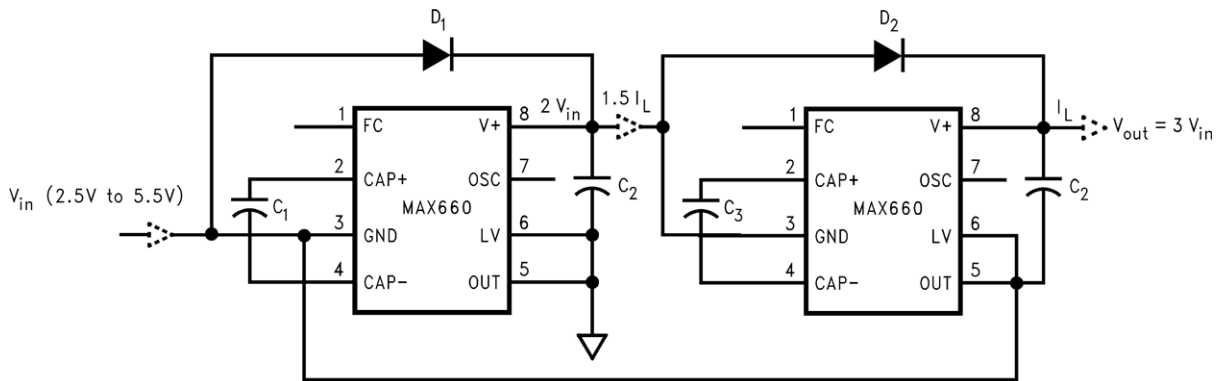 D1
D2
1
FC
V+
8
2 Vin
1.5 IL
1
FC
V+
8
IL
Vout = 3 Vin
2
CAP+
OSC
7
2
CAP+
OSC
7
Vin (2.5V to 5.5V)
C1
MAX660
C2
C3
MAX660
C2
3
GND
LV
6
3
GND
LV
6
4
CAP-
OUT
5
4
CAP-
OUT
5